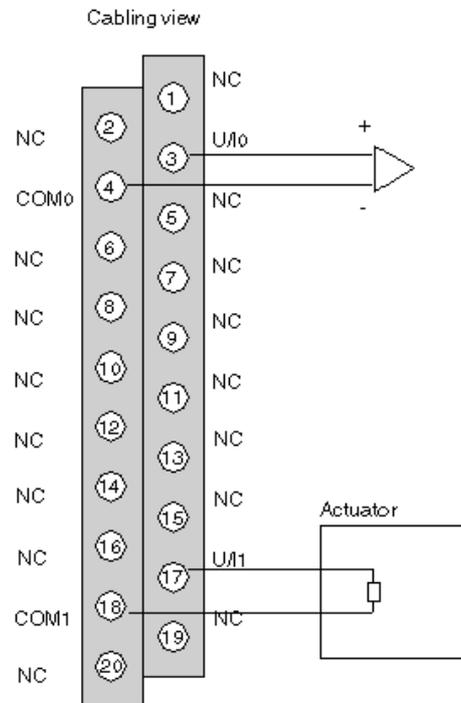 Cabling view
NC
1
2
NC
U/I0
3
+
4
COM0
NC
-
5
6
NC
NC
7
8
NC
NC
9
10
NC
NC
11
12
NC
NC
13
14
NC
NC
15
Actuator
16
NC
U/I1
17
18
COM1
NC
19
20
NC